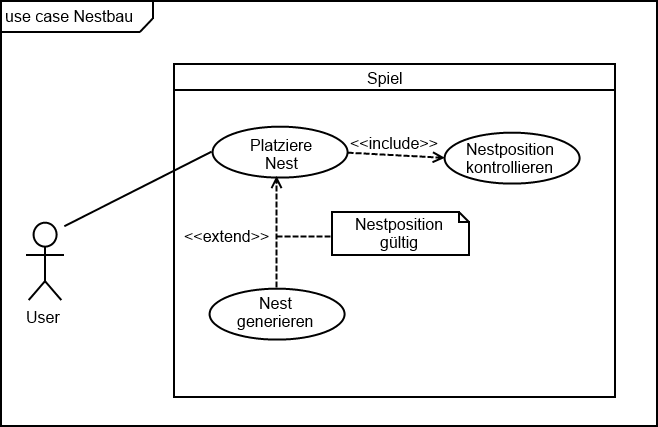 use case Nestbau
Spiel
Platziere
Nest
<<include>>
Nestposition
kontrollieren
<<extend>>
Nestposition
gültig
Nest
generieren
User